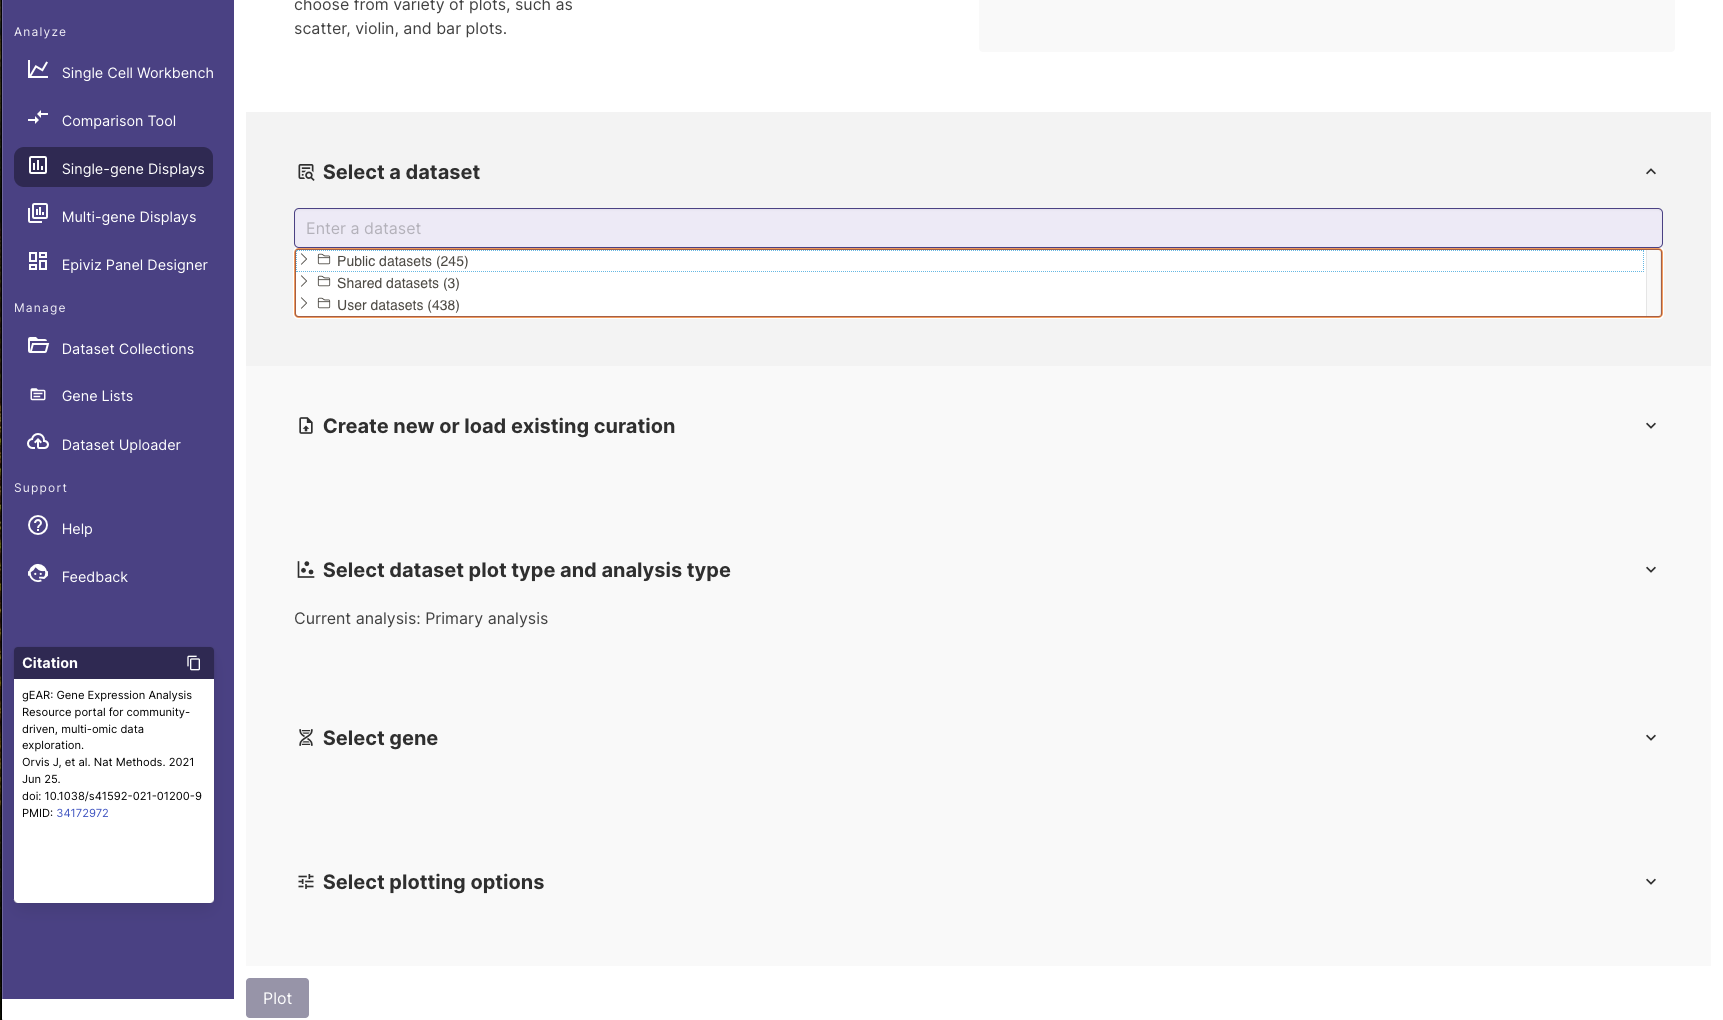 Analyze
Single Cell Workbench
Comparison Tool
Single-gene Displays
Multi-gene Displays
Epiviz Panel Designer
Manage
Dataset Collections
Gene Lists
Dataset Uploader
Support
Help
Feedback
Citation
gEAR: Gene Expression Analysis
Resource portal for community-
driven, multi-omic data
exploration.
Orvis J, et al. Nat Methods. 2021
Jun 25.
doi: 10.1038/s41592-021-01200-9
PMID: 34172972
choose from variety of plots, such as
scatter, violin, and bar plots.
Select a dataset
Enter a dataset
Public datasets (245)
Shared datasets (3)
User datasets (438)
Create new or load existing curation
Select dataset plot type and analysis type
Current analysis: Primary analysis
Select gene
Select plotting options
Plot